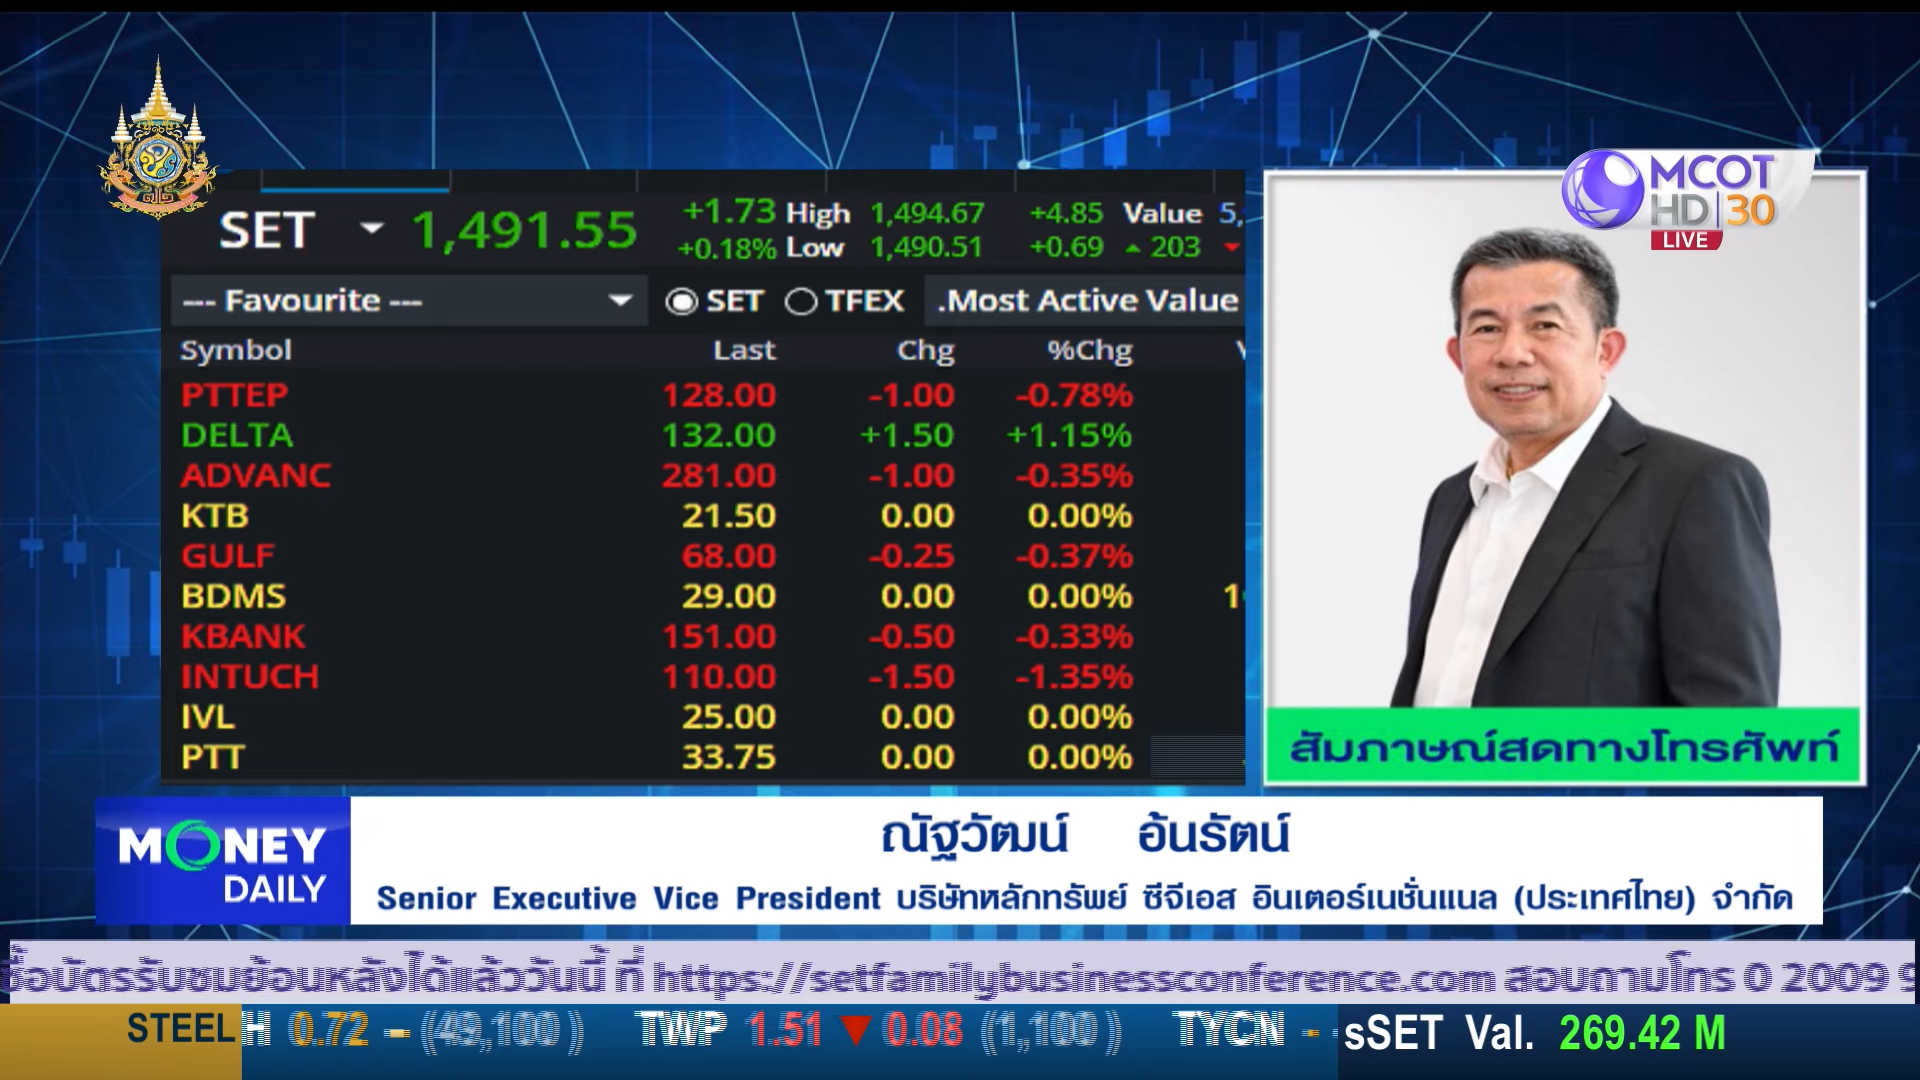 MCOT
HD 30
LIVE
SET 1,491.55 +1.73 High 1,494.67 +4.85 Value 5,
+0.18% Low 1,490.51 +0.69 203
--- Favourite --- SET TFEX .Most Active Value
Symbol Last Chg %Chg
PTTEP 128.00 -1.00 -0.78%
DELTA 132.00 +1.50 +1.15%
ADVANC 281.00 -1.00 -0.35%
KTB 21.50 0.00 0.00%
GULF 68.00 -0.25 -0.37%
BDMS 29.00 0.00 0.00%
KBANK 151.00 -0.50 -0.33%
INTUCH 110.00 -1.50 -1.35%
IVL 25.00 0.00 0.00%
PTT 33.75 0.00 0.00%
สัมภาษณ์สดทางโทรศัพท์
MONEY
DAILY
ณัฐวัฒน์ อ้นรัตน์
Senior Executive Vice President บริษัทหลักทรัพย์ ซีจีเอส อินเตอร์เนชั่นแนล (ประเทศไทย) จำกัด
ซื้อบัตรรับชมย้อนหลังได้แล้ววันนี้ ที่ https://setfamilybusinessconference.com สอบถามโทร 0 2009 9
STEEL H 0.72 – (49,100) TWP 1.51 ▼ 0.08 (1,100) TYCN - sSET Val. 269.42 M